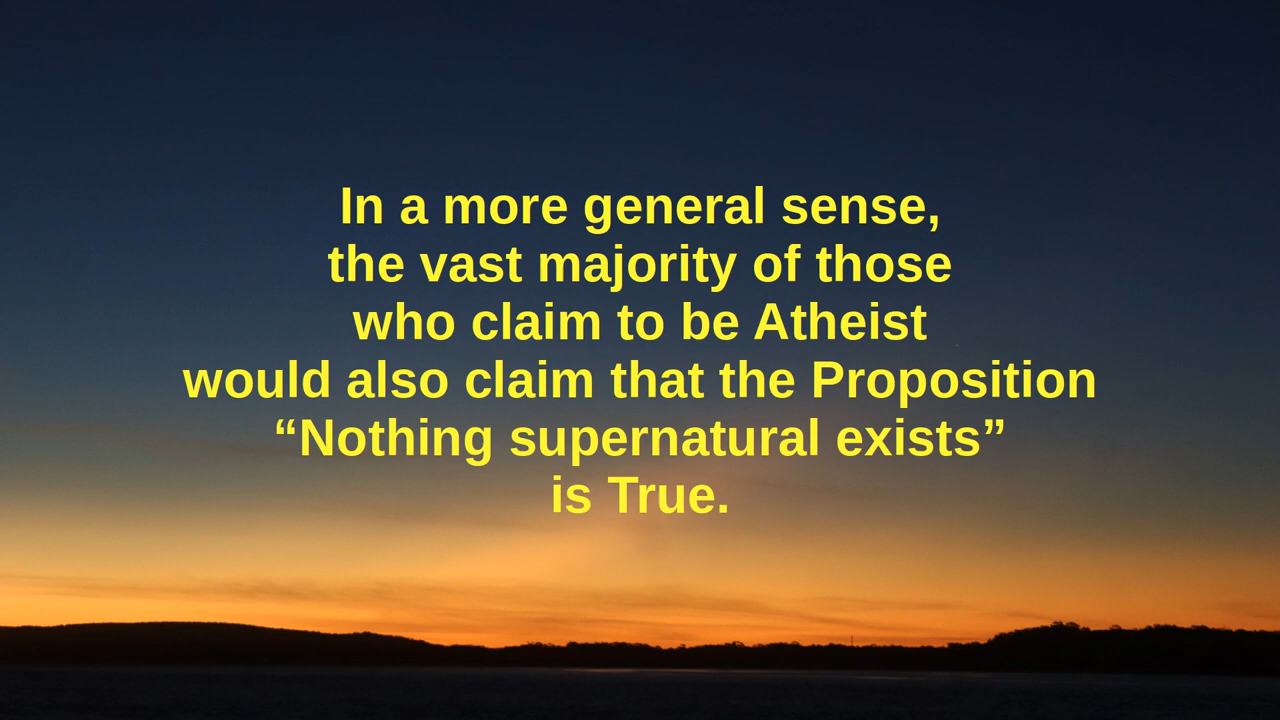 In a more general sense,
the vast majority of those
who claim to be Atheist
would also claim that the Proposition
“Nothing supernatural exists”
is True.